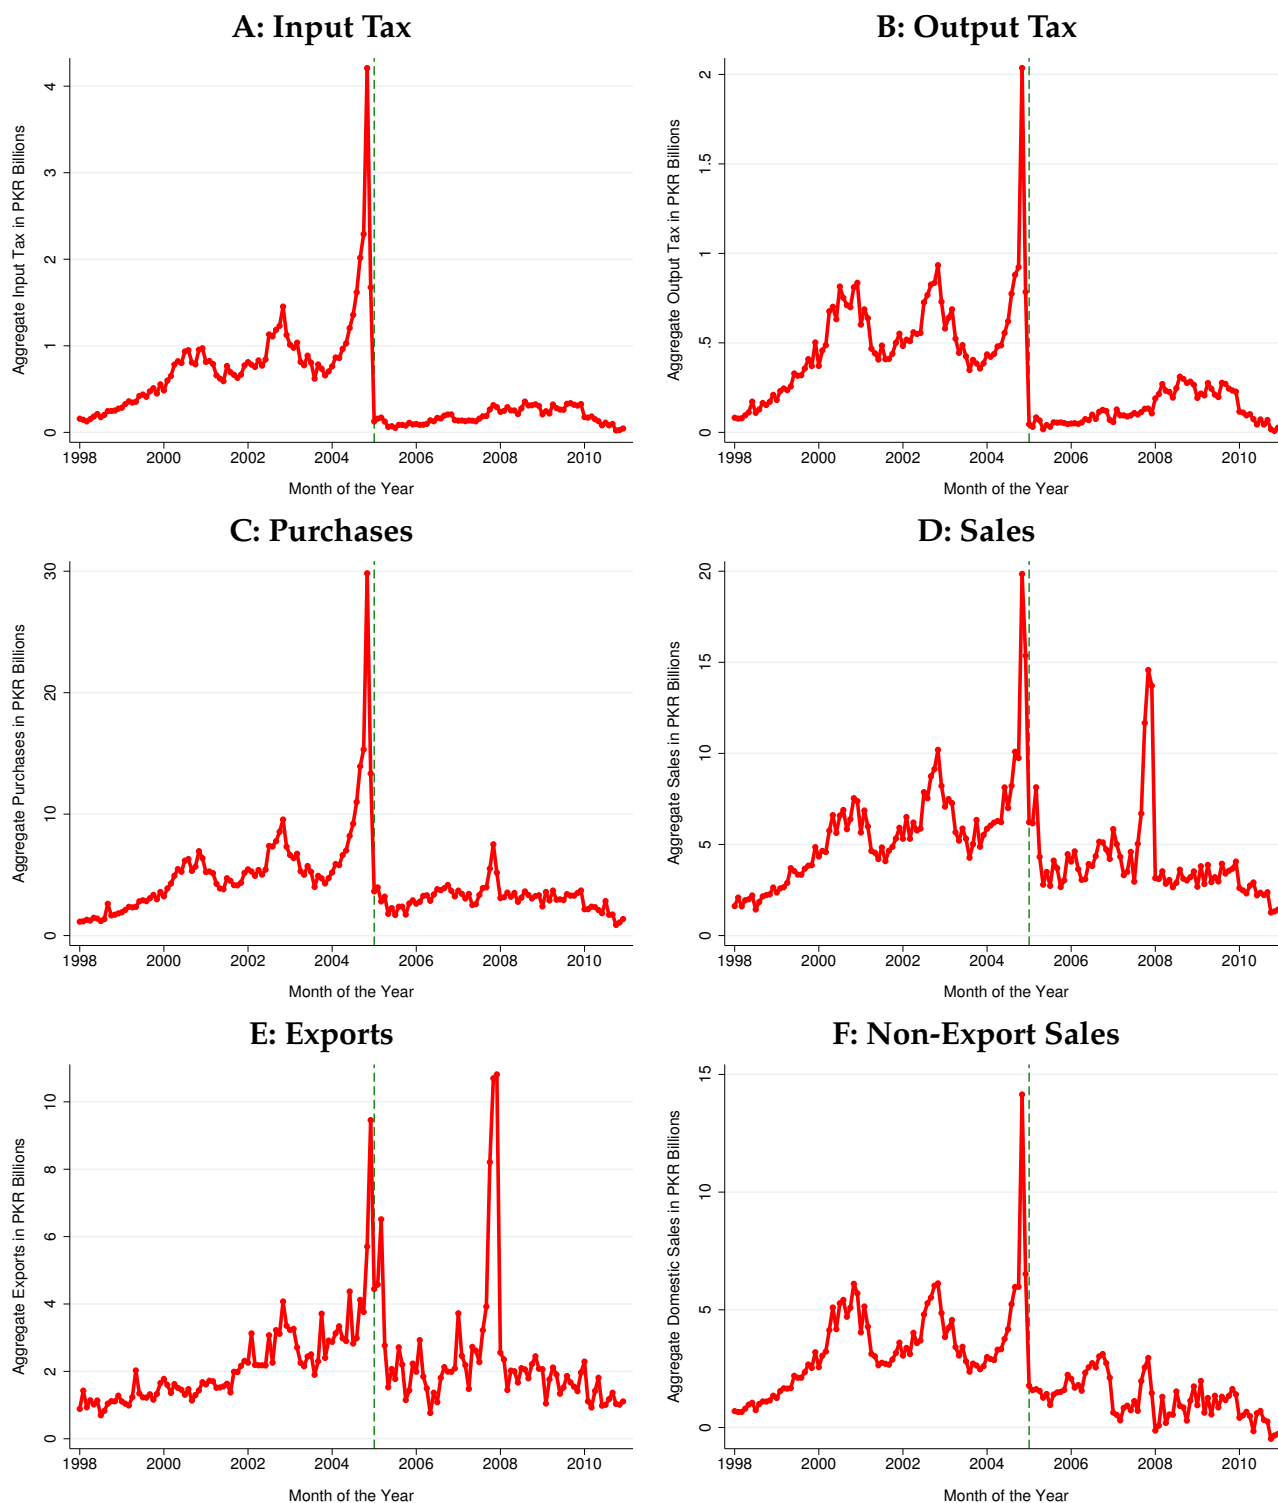 A: Input Tax
Aggregate Input Tax in PKR Billions
4
3
2
1
0
1998 2000 2002 2004 2006 2008 2010
Month of the Year
B: Output Tax
Aggregate Output Tax in PKR Billions
2
1.5
1
.5
0
1998 2000 2002 2004 2006 2008 2010
Month of the Year
C: Purchases
Aggregate Purchases in PKR Billions
30
20
10
0
1998 2000 2002 2004 2006 2008 2010
Month of the Year
D: Sales
Aggregate Sales in PKR Billions
20
15
10
5
0
1998 2000 2002 2004 2006 2008 2010
Month of the Year
E: Exports
Aggregate Exports in PKR Billions
10
8
6
4
2
0
1998 2000 2002 2004 2006 2008 2010
Month of the Year
F: Non-Export Sales
Aggregate Domestic Sales in PKR Billions
15
10
5
0
1998 2000 2002 2004 2006 2008 2010
Month of the Year